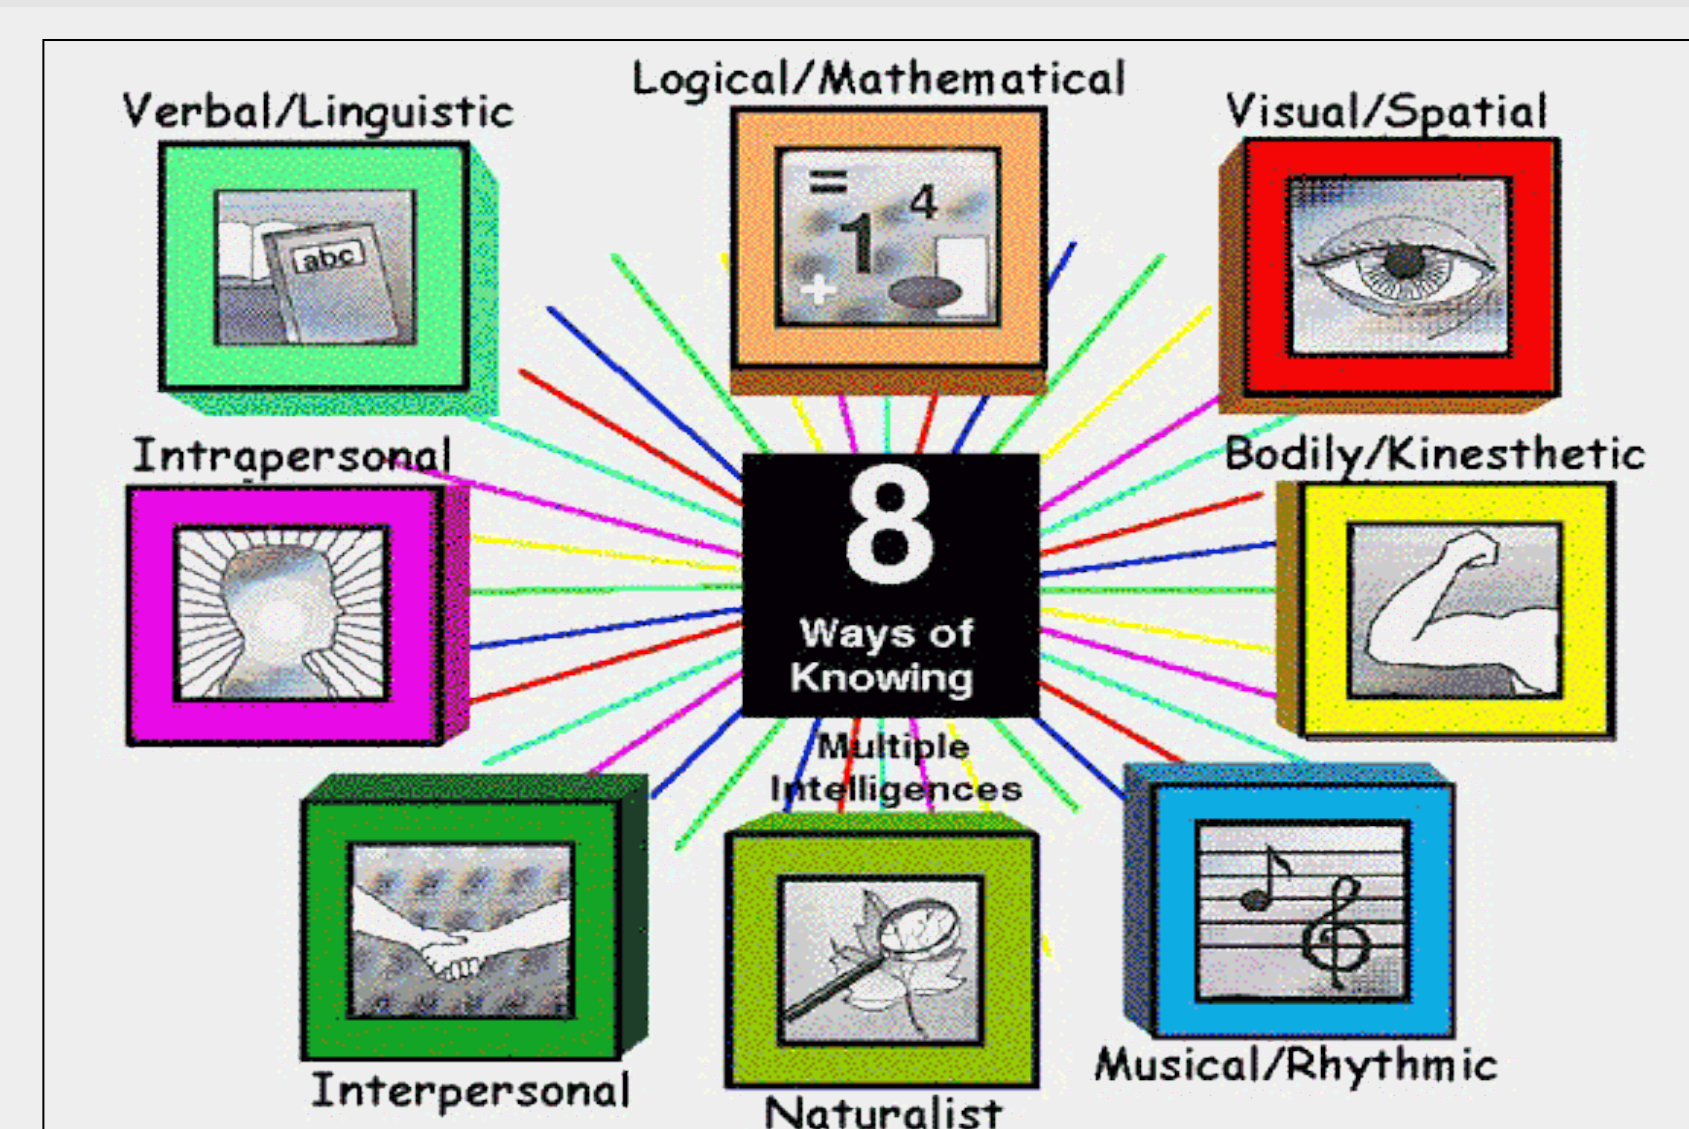 Logical/Mathematical
Verbal/Linguistic
Visual/Spatial
=
4
1
+
abc
Intrapersonal
Bodily/Kinesthetic
8
Ways of
Knowing
Multiple
Intelligences
Interpersonal
Naturalist
Musical/Rhythmic